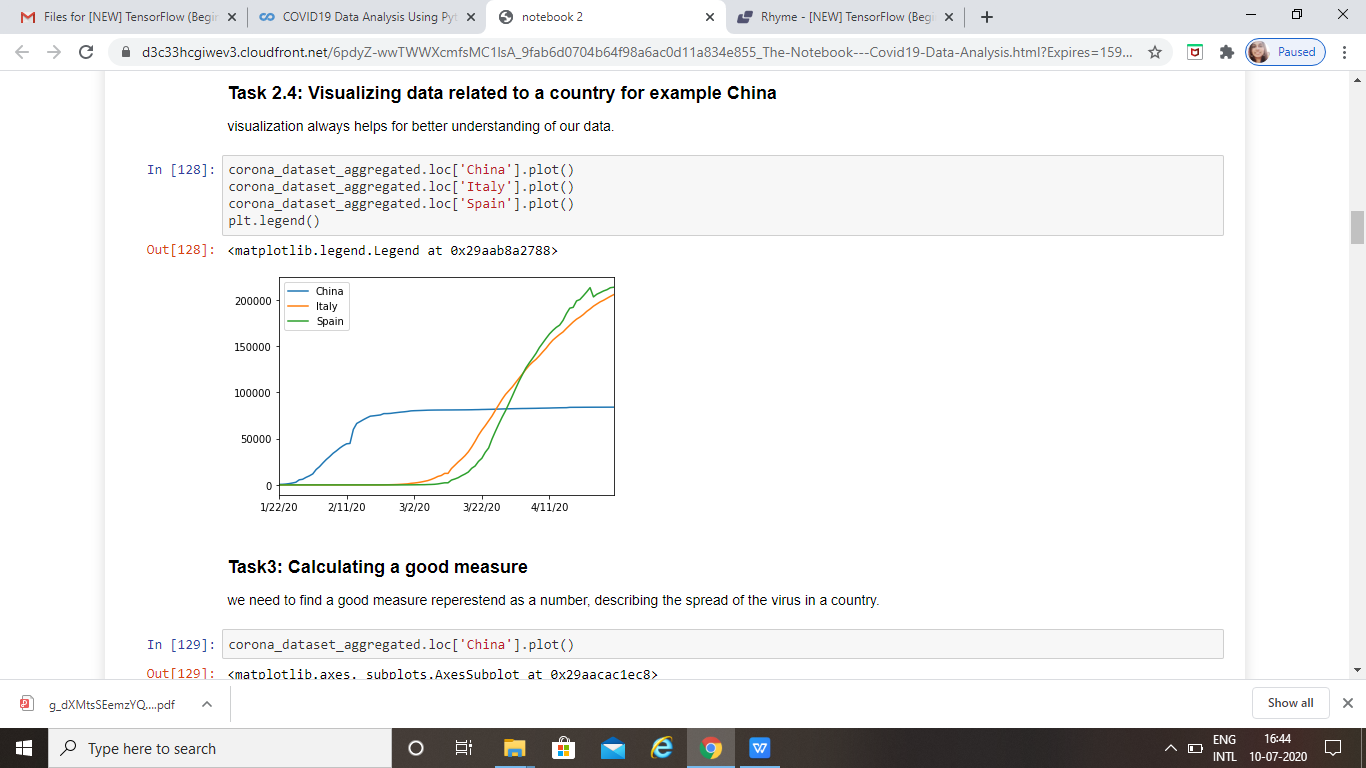 Files for [NEW] TensorFlow (Begin
COVID19 Data Analysis Using Pyt
notebook 2
Rhyme - [NEW] TensorFlow (Begi
d3c33hcgiwev3.cloudfront.net/6pdyZ-wwTWWXcmfsMC1IsA_9fab6d0704b64f98a6ac0d11a834e855_The-Notebook---Covid19-Data-Analysis.html?Expires=159...
Paused
Task 2.4: Visualizing data related to a country for example China
visualization always helps for better understanding of our data.
In [128]: corona_dataset_aggregated.loc['China'].plot()
corona_dataset_aggregated.loc['Italy'].plot()
corona_dataset_aggregated.loc['Spain'].plot()
plt.legend()
Out[128]: <matplotlib.legend.Legend at 0x29aab8a2788>
China
Italy
Spain
200000
150000
100000
50000
0
1/22/20 2/11/20 3/2/20 3/22/20 4/11/20
Task3: Calculating a good measure
we need to find a good measure reperestend as a number, describing the spread of the virus in a country.
In [129]: corona_dataset_aggregated.loc['China'].plot()
Out[129]: <matplotlib.axes._subplots.AxesSubplot at 0x29aacac1ec8>
g_dXMtsSEemzYQ....pdf
Show all
Type here to search
ENG
INTL
16:44
10-07-2020